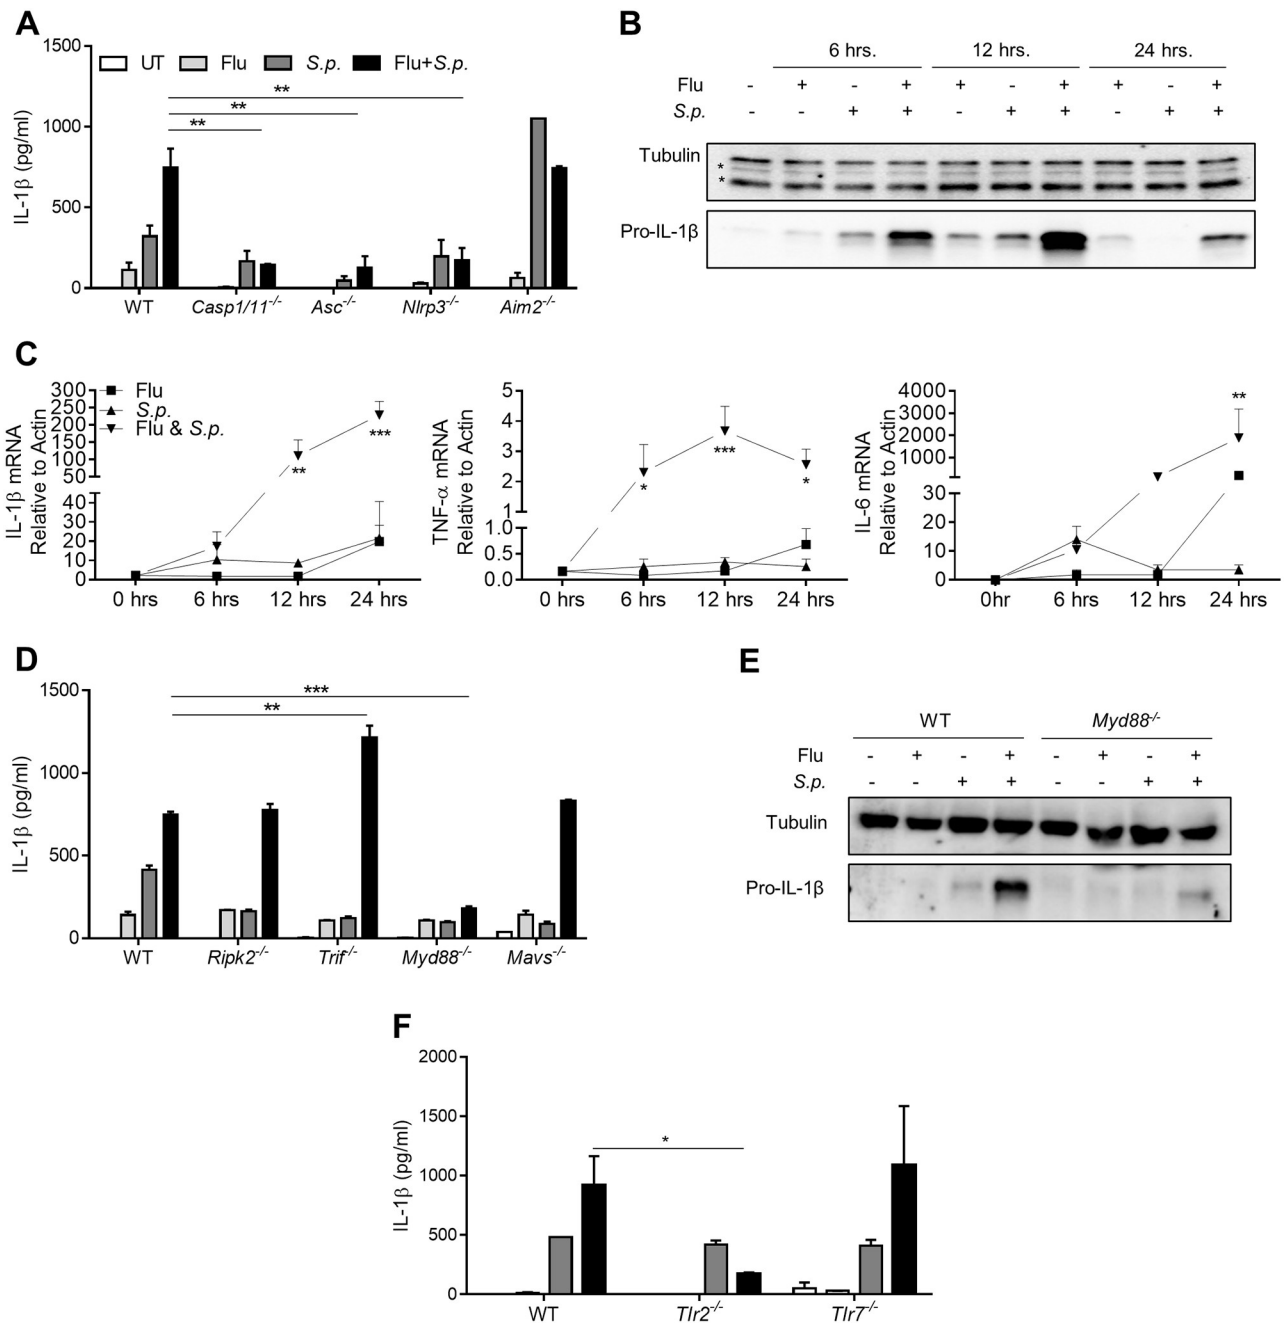 A
1500
1000
500
0
IL-1β (pg/ml)
UT Flu S.p. Flu+S.p.
**
**
**
WT Casp1/11-/- Asc-/- Nlrp3-/- Aim2-/-
B
6 hrs. 12 hrs. 24 hrs.
Flu - + - + + - + + - +
S.p. - - + + - + + - + +
Tubulin
*
*
Pro-IL-1β
C
IL-1β mRNA
Relative to Actin
300
250
200
150
100
50
40
30
20
10
0
Flu
S.p.
Flu & S.p.
**
***
0 hrs 6 hrs 12 hrs 24 hrs
TNF-α mRNA
Relative to Actin
5
4
3
2
1
1.0
0.5
0.0
*
***
*
0 hrs 6 hrs 12 hrs 24 hrs
IL-6 mRNA
Relative to Actin
4000
3000
2000
1000
30
20
10
0
**
0hr 6 hrs 12 hrs 24 hrs
D
1500
1000
500
0
IL-1β (pg/ml)
***
**
WT Ripk2-/- Trif-/- Myd88-/- Mavs-/-
E
WT Myd88-/-
Flu - + - + - + - +
S.p. - - + + - - + +
Tubulin
Pro-IL-1β
F
2000
1500
1000
500
0
IL-1β (pg/ml)
*
WT Tlr2-/- Tlr7-/-